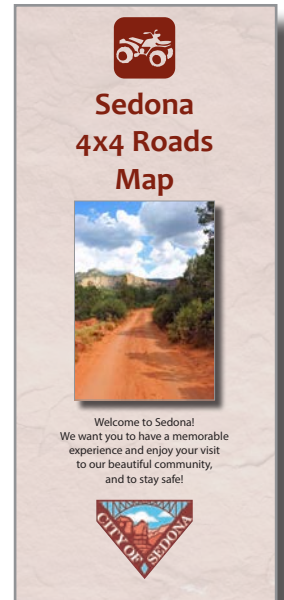 Sedona
4x4 Roads
Map
Welcome to Sedona!
We want you to have a memorable
experience and enjoy your visit
to our beautiful community,
and to stay safe!
CITY OF SEDONA